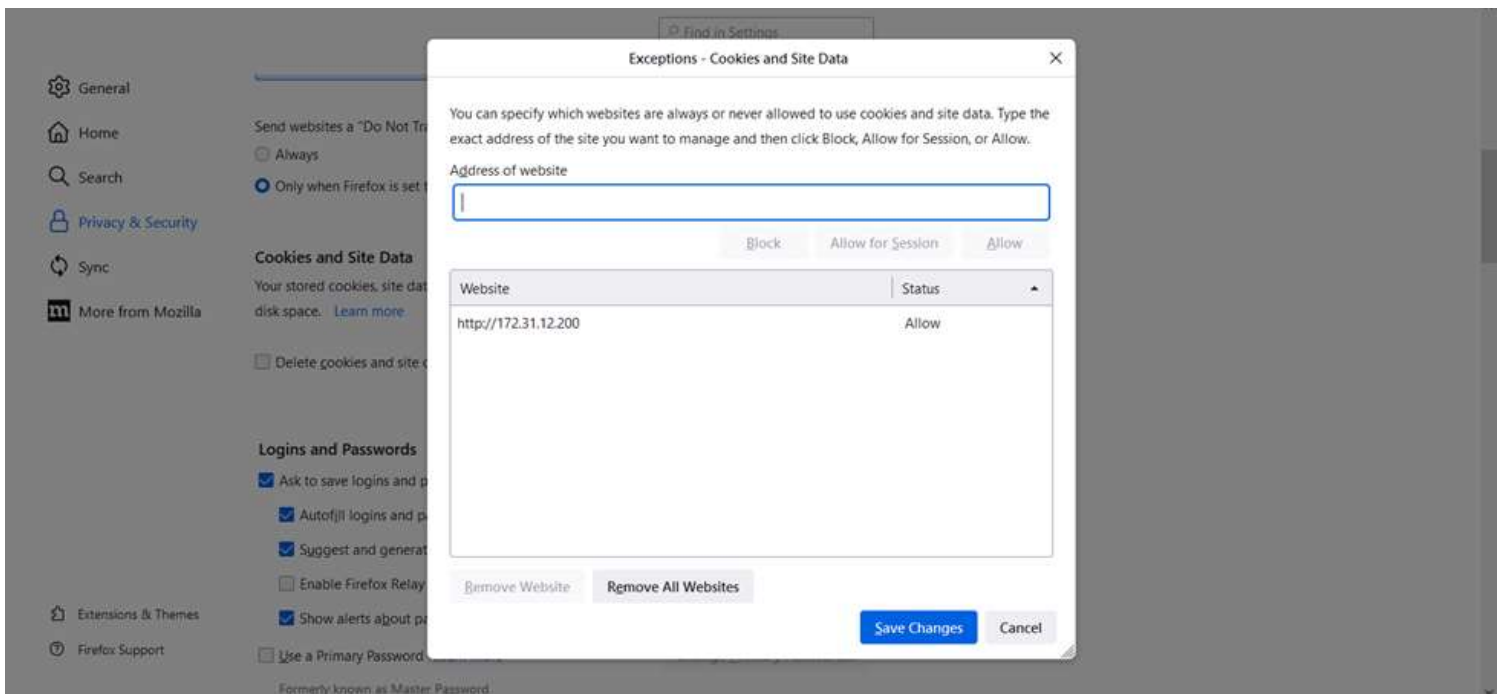 Find in Settings
General
Home
Search
Privacy & Security
Sync
More from Mozilla
Extensions & Themes
Firefox Support
Send websites a "Do Not Tr
Always
Only when Firefox is set t
Cookies and Site Data
Your stored cookies, site dat
disk space. Learn more
Delete cookies and site
Logins and Passwords
Ask to save logins and p
Autofill logins and p
Suggest and generat
Enable Firefox Relay
Show alerts about pa
Use a Primary Password
Formerly known as Master Password
Exceptions - Cookies and Site Data
You can specify which websites are always or never allowed to use cookies and site data. Type the
exact address of the site you want to manage and then click Block, Allow for Session, or Allow.
Address of website
Block Allow for Session Allow
Website Status
http://172.31.12.200 Allow
Remove Website Remove All Websites
Save Changes Cancel